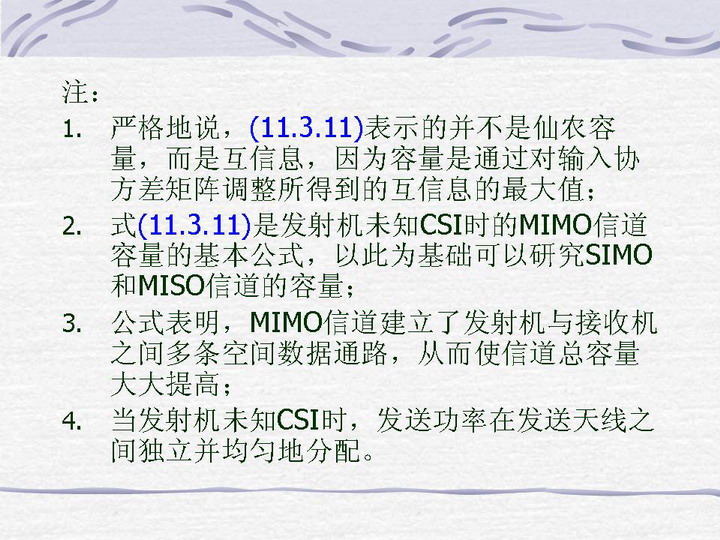 注：
1. 严格地说，(11.3.11)表示的并不是仙农容
量，而是互信息，因为容量是通过对输入协
方差矩阵调整所得到的互信息的最大值；
2. 式(11.3.11)是发射机未知CSI时的MIMO信道
容量的基本公式，以此为基础可以研究SIMO
和MISO信道的容量；
3. 公式表明，MIMO信道建立了发射机与接收机
之间多条空间数据通路，从而使信道总容量
大大提高；
4. 当发射机未知CSI时，发送功率在发送天线之
间独立并均匀地分配。